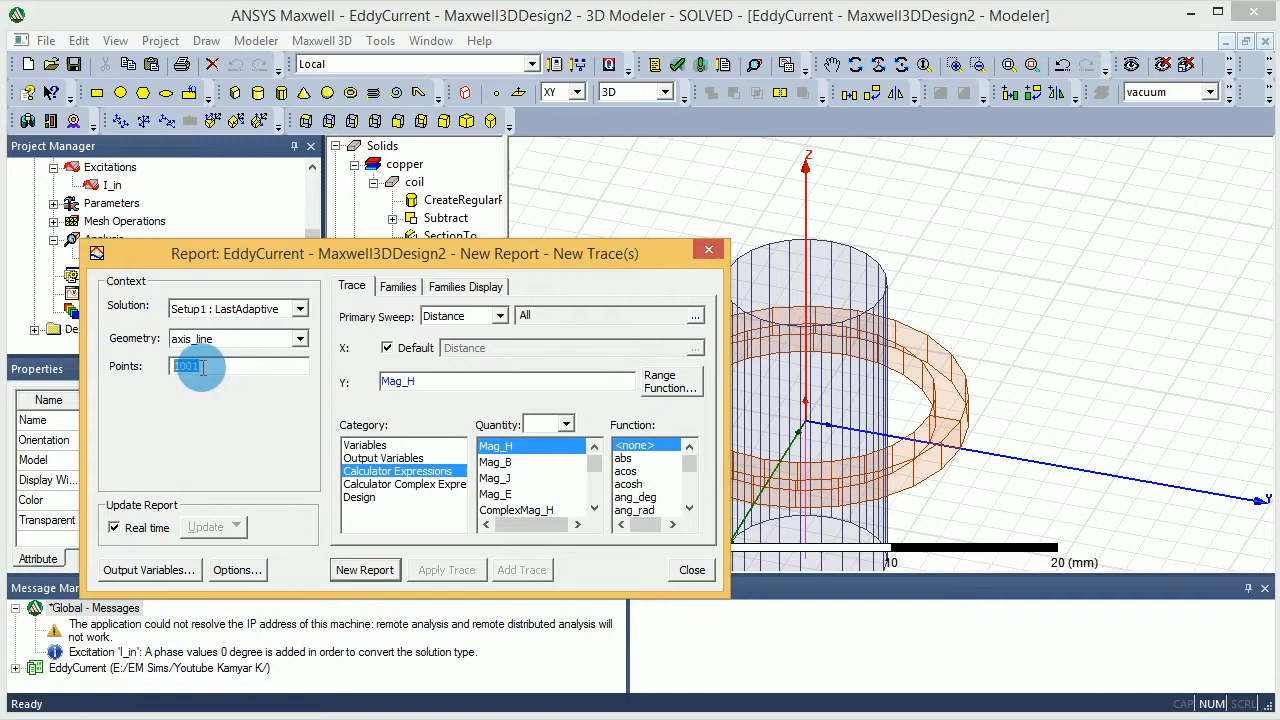 ANSYS Maxwell - EddyCurrent - Maxwell3DDesign2 - 3D Modeler - SOLVED - [EddyCurrent - Maxwell3DDesign2 - Modeler]
File Edit View Project Draw Modeler Maxwell 3D Tools Window Help
Local
XY 3D vacuum
Project Manager
Excitations
I_in
Parameters
Mesh Operations
Solids
copper
coil
CreateRegularP
Subtract
SectionTo
Report: EddyCurrent - Maxwell3DDesign2 - New Report - New Trace(s)
Context
Solution: Setup1 : LastAdaptive
Geometry: axis_line
Points: 1001
Update Report
Real time Update
Output Variables... Options...
Trace Families Families Display
Primary Sweep: Distance All ...
X: Default Distance ...
Y: Mag_H Range Function...
Category: Quantity: Function:
Variables
Output Variables
Calculator Expressions
Calculator Complex Expre
Design
Mag_H
Mag_B
Mag_J
Mag_E
ComplexMag_H
<none>
abs
acos
acosh
ang_deg
ang_rad
New Report Apply Trace Add Trace Close
Properties
Name
Name
Orientation
Model
Display Wi...
Color
Transparent
Attribute
Z
Y
10 20 (mm)
Message Mar
*Global - Messages
The application could not resolve the IP address of this machine: remote analysis and remote distributed analysis will
not work.
Excitation 'I_in': A phase values 0 degree is added in order to convert the solution type.
EddyCurrent (E:/EM Sims/Youtube Kamyar K/)
Ready CAP NUM SCRL